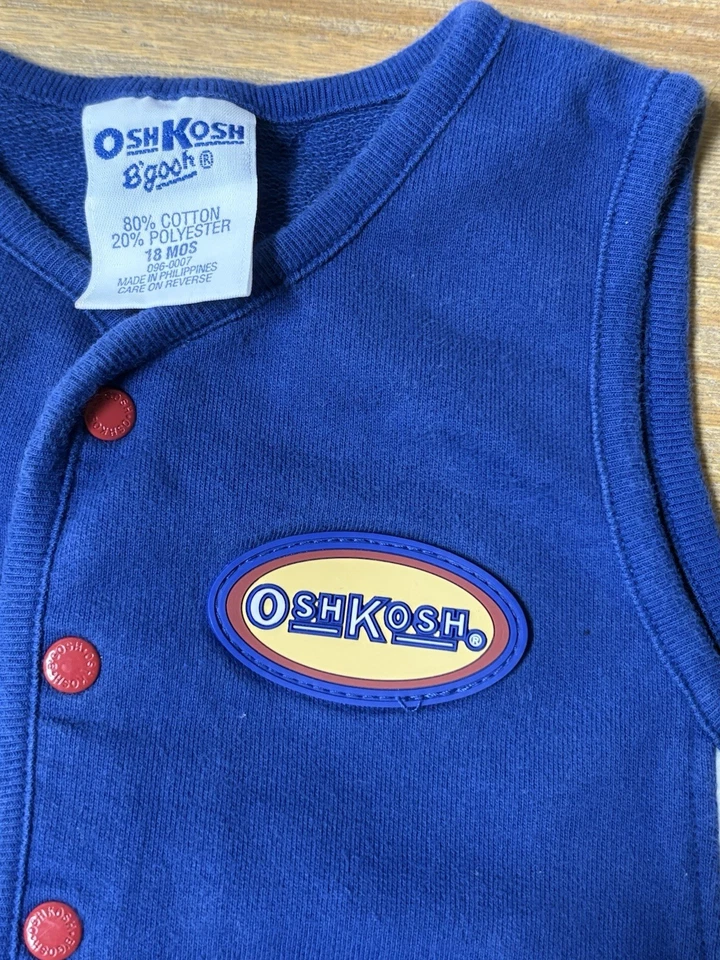 OSHKOSH
B'gosh ®
80% COTTON
20% POLYESTER
18 MOS
096-0007
MADE IN PHILIPPINES
CARE ON REVERSE
OSHKOSH®